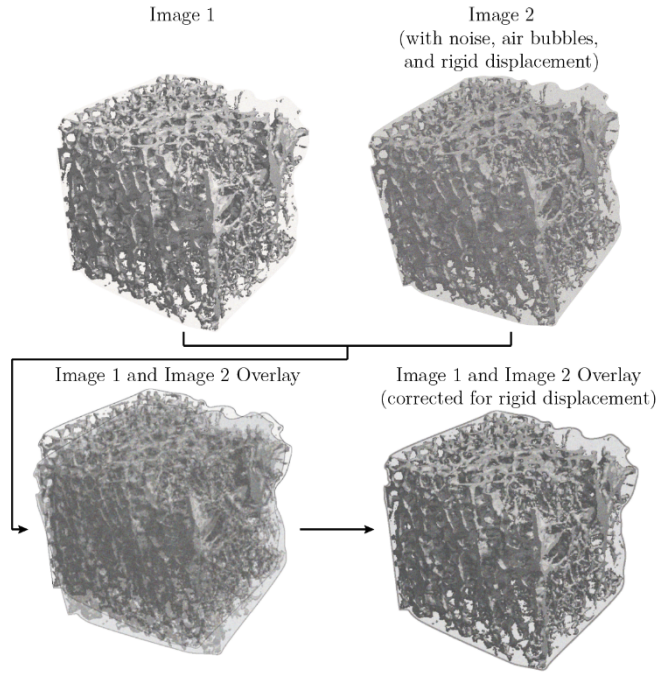 Image 1
Image 2
(with noise, air bubbles,
and rigid displacement)
Image 1 and Image 2 Overlay
Image 1 and Image 2 Overlay
(corrected for rigid displacement)